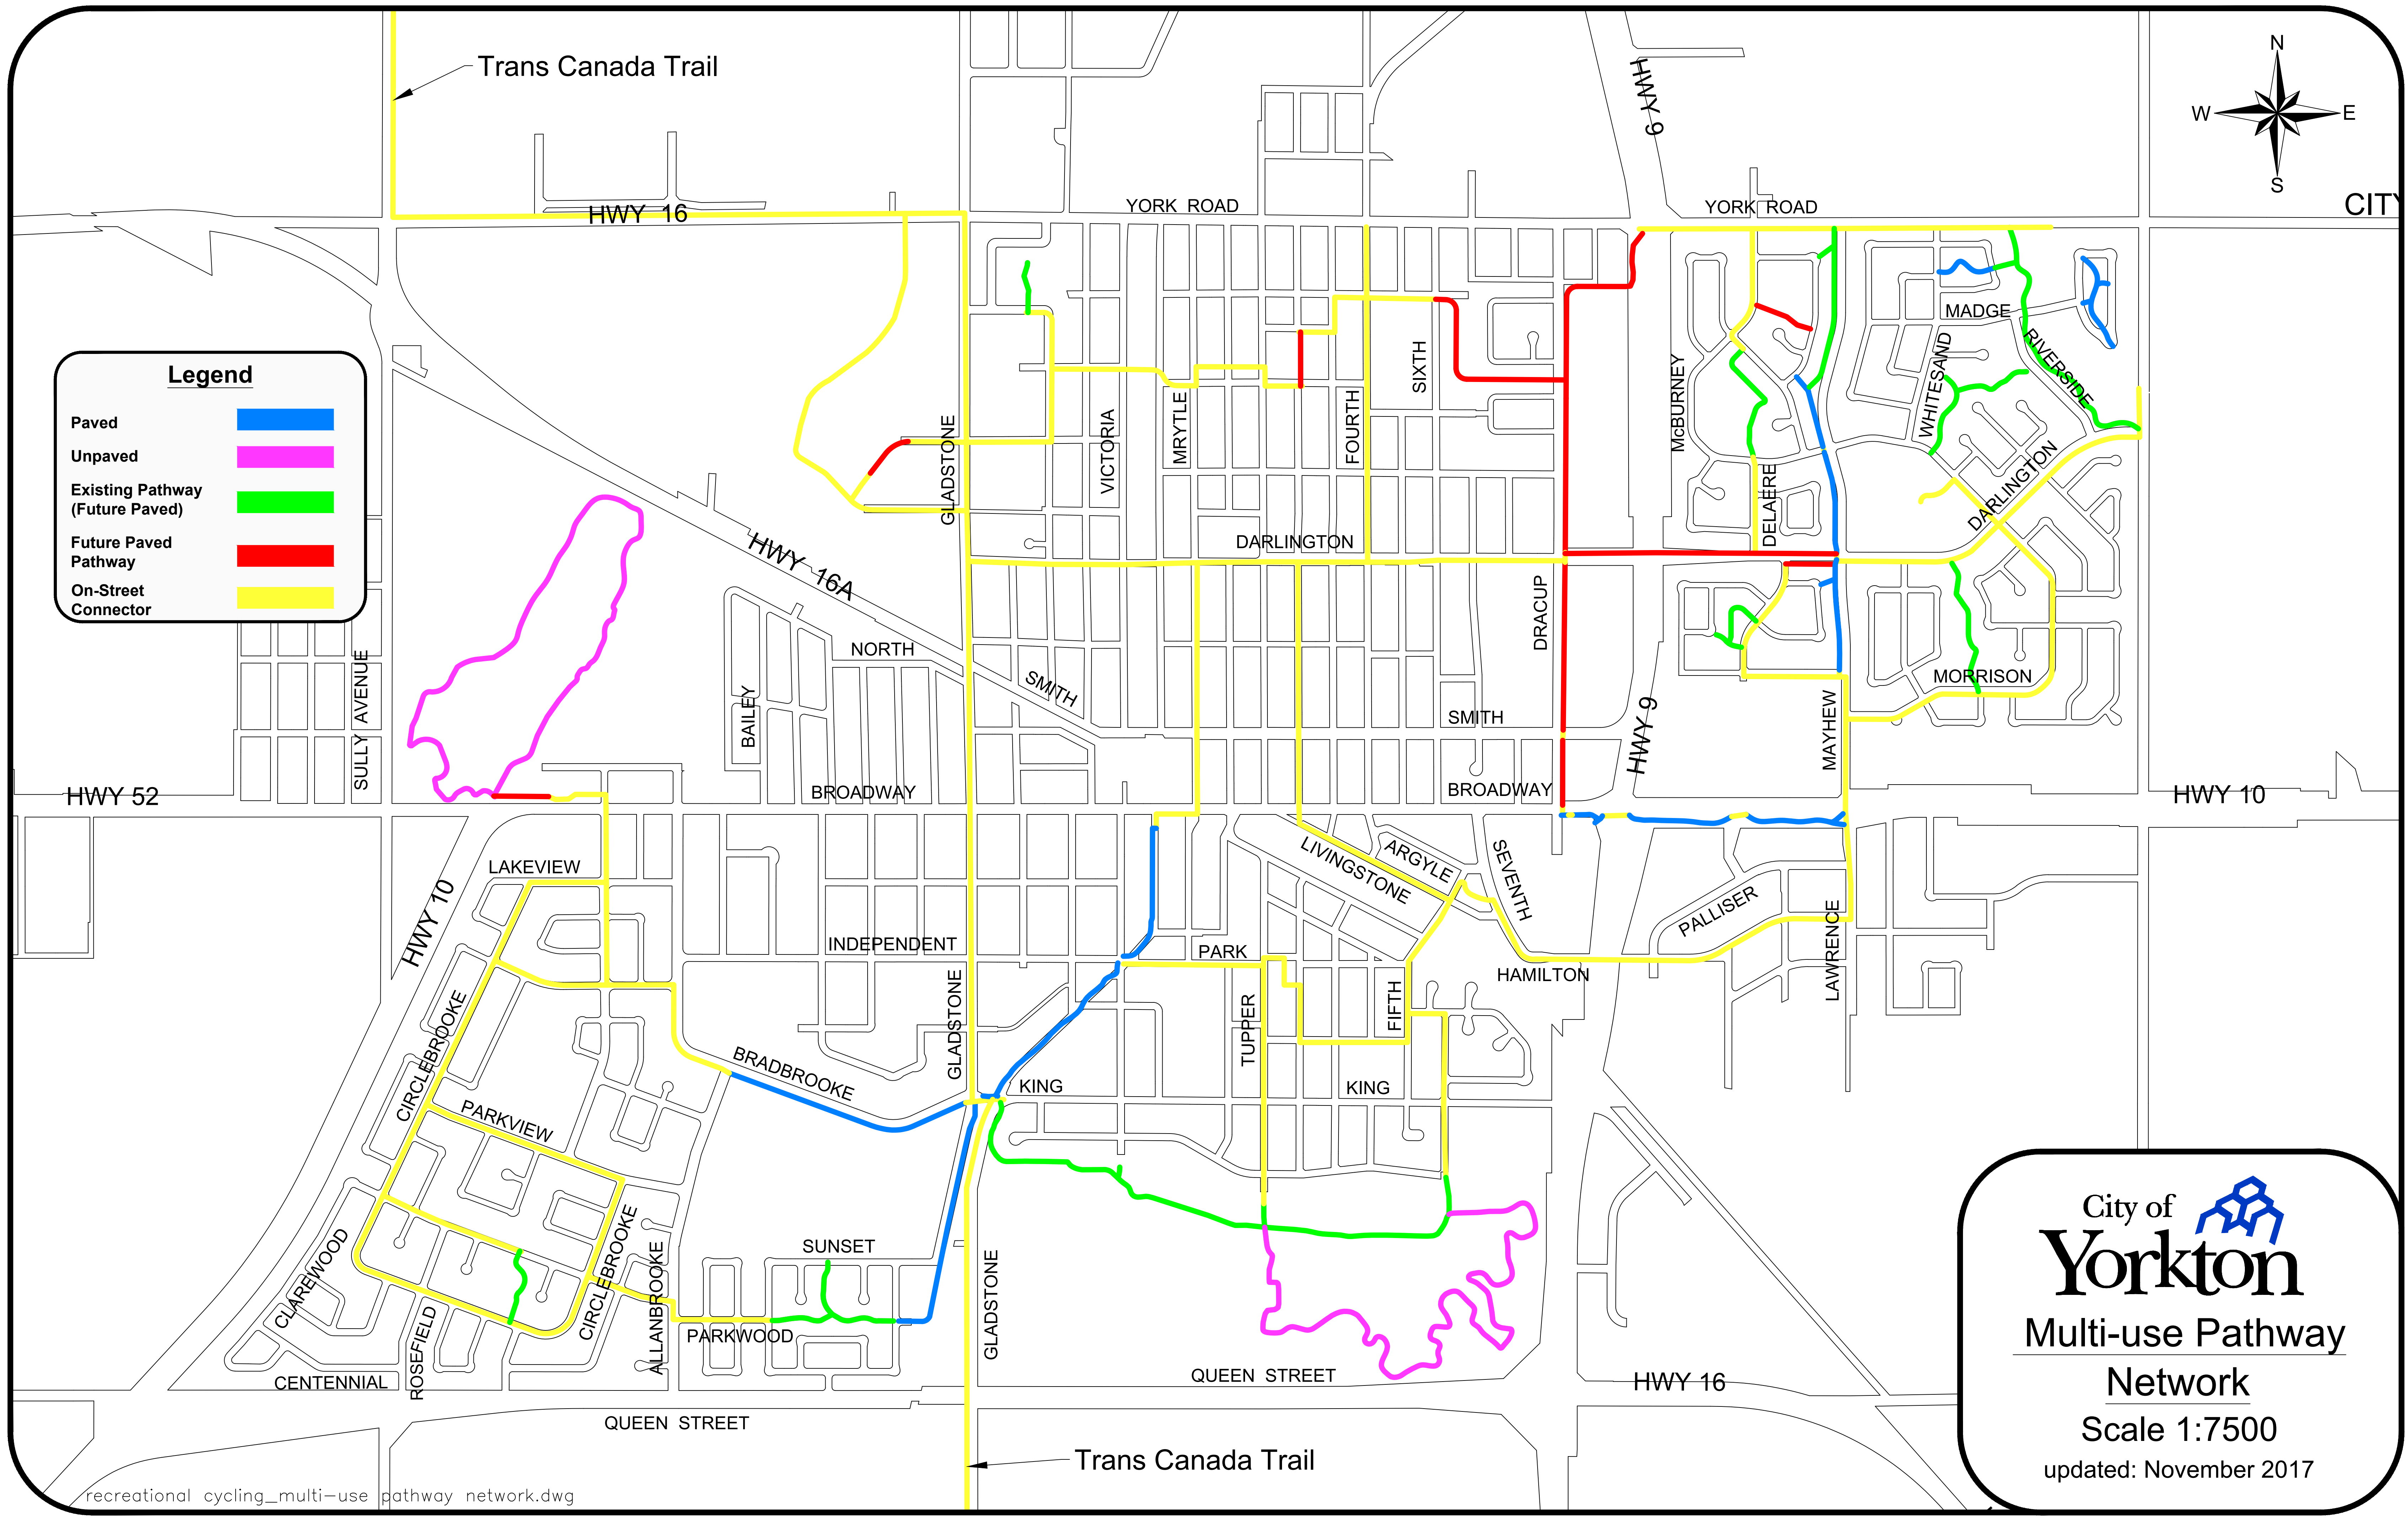 Trans Canada Trail
HWY 9
N
W
E
S
CITY
HWY 16
YORK ROAD
YORK ROAD
Legend
Paved
Unpaved
Existing Pathway
(Future Paved)
Future Paved
Pathway
On-Street
Connector
MADGE
RIVERSIDE
WHITESAND
McBURNEY
SIXTH
FOURTH
MRYTLE
VICTORIA
GLADSTONE
DELAERE
DARLINGTON
DARLINGTON
HWY 16A
DRACUP
NORTH
SMITH
BAILEY
SULLY AVENUE
MORRISON
SMITH
HWY 9
MAYHEW
HWY 52
BROADWAY
BROADWAY
HWY 10
LAKEVIEW
HWY 10
LIVINGSTONE
ARGYLE
SEVENTH
PALLISER
LAWRENCE
INDEPENDENT
PARK
HAMILTON
GLADSTONE
TUPPER
FIFTH
CIRCLEBROOKE
BRADBROOKE
KING
KING
PARKVIEW
CLAREWOOD
CIRCLEBROOKE
ALLANBROOKE
SUNSET
GLADSTONE
ROSEFIELD
PARKWOOD
CENTENNIAL
QUEEN STREET
HWY 16
QUEEN STREET
Trans Canada Trail
City of
Yorkton
Multi-use Pathway
Network
Scale 1:7500
updated: November 2017
recreational cycling_multi-use pathway network.dwg